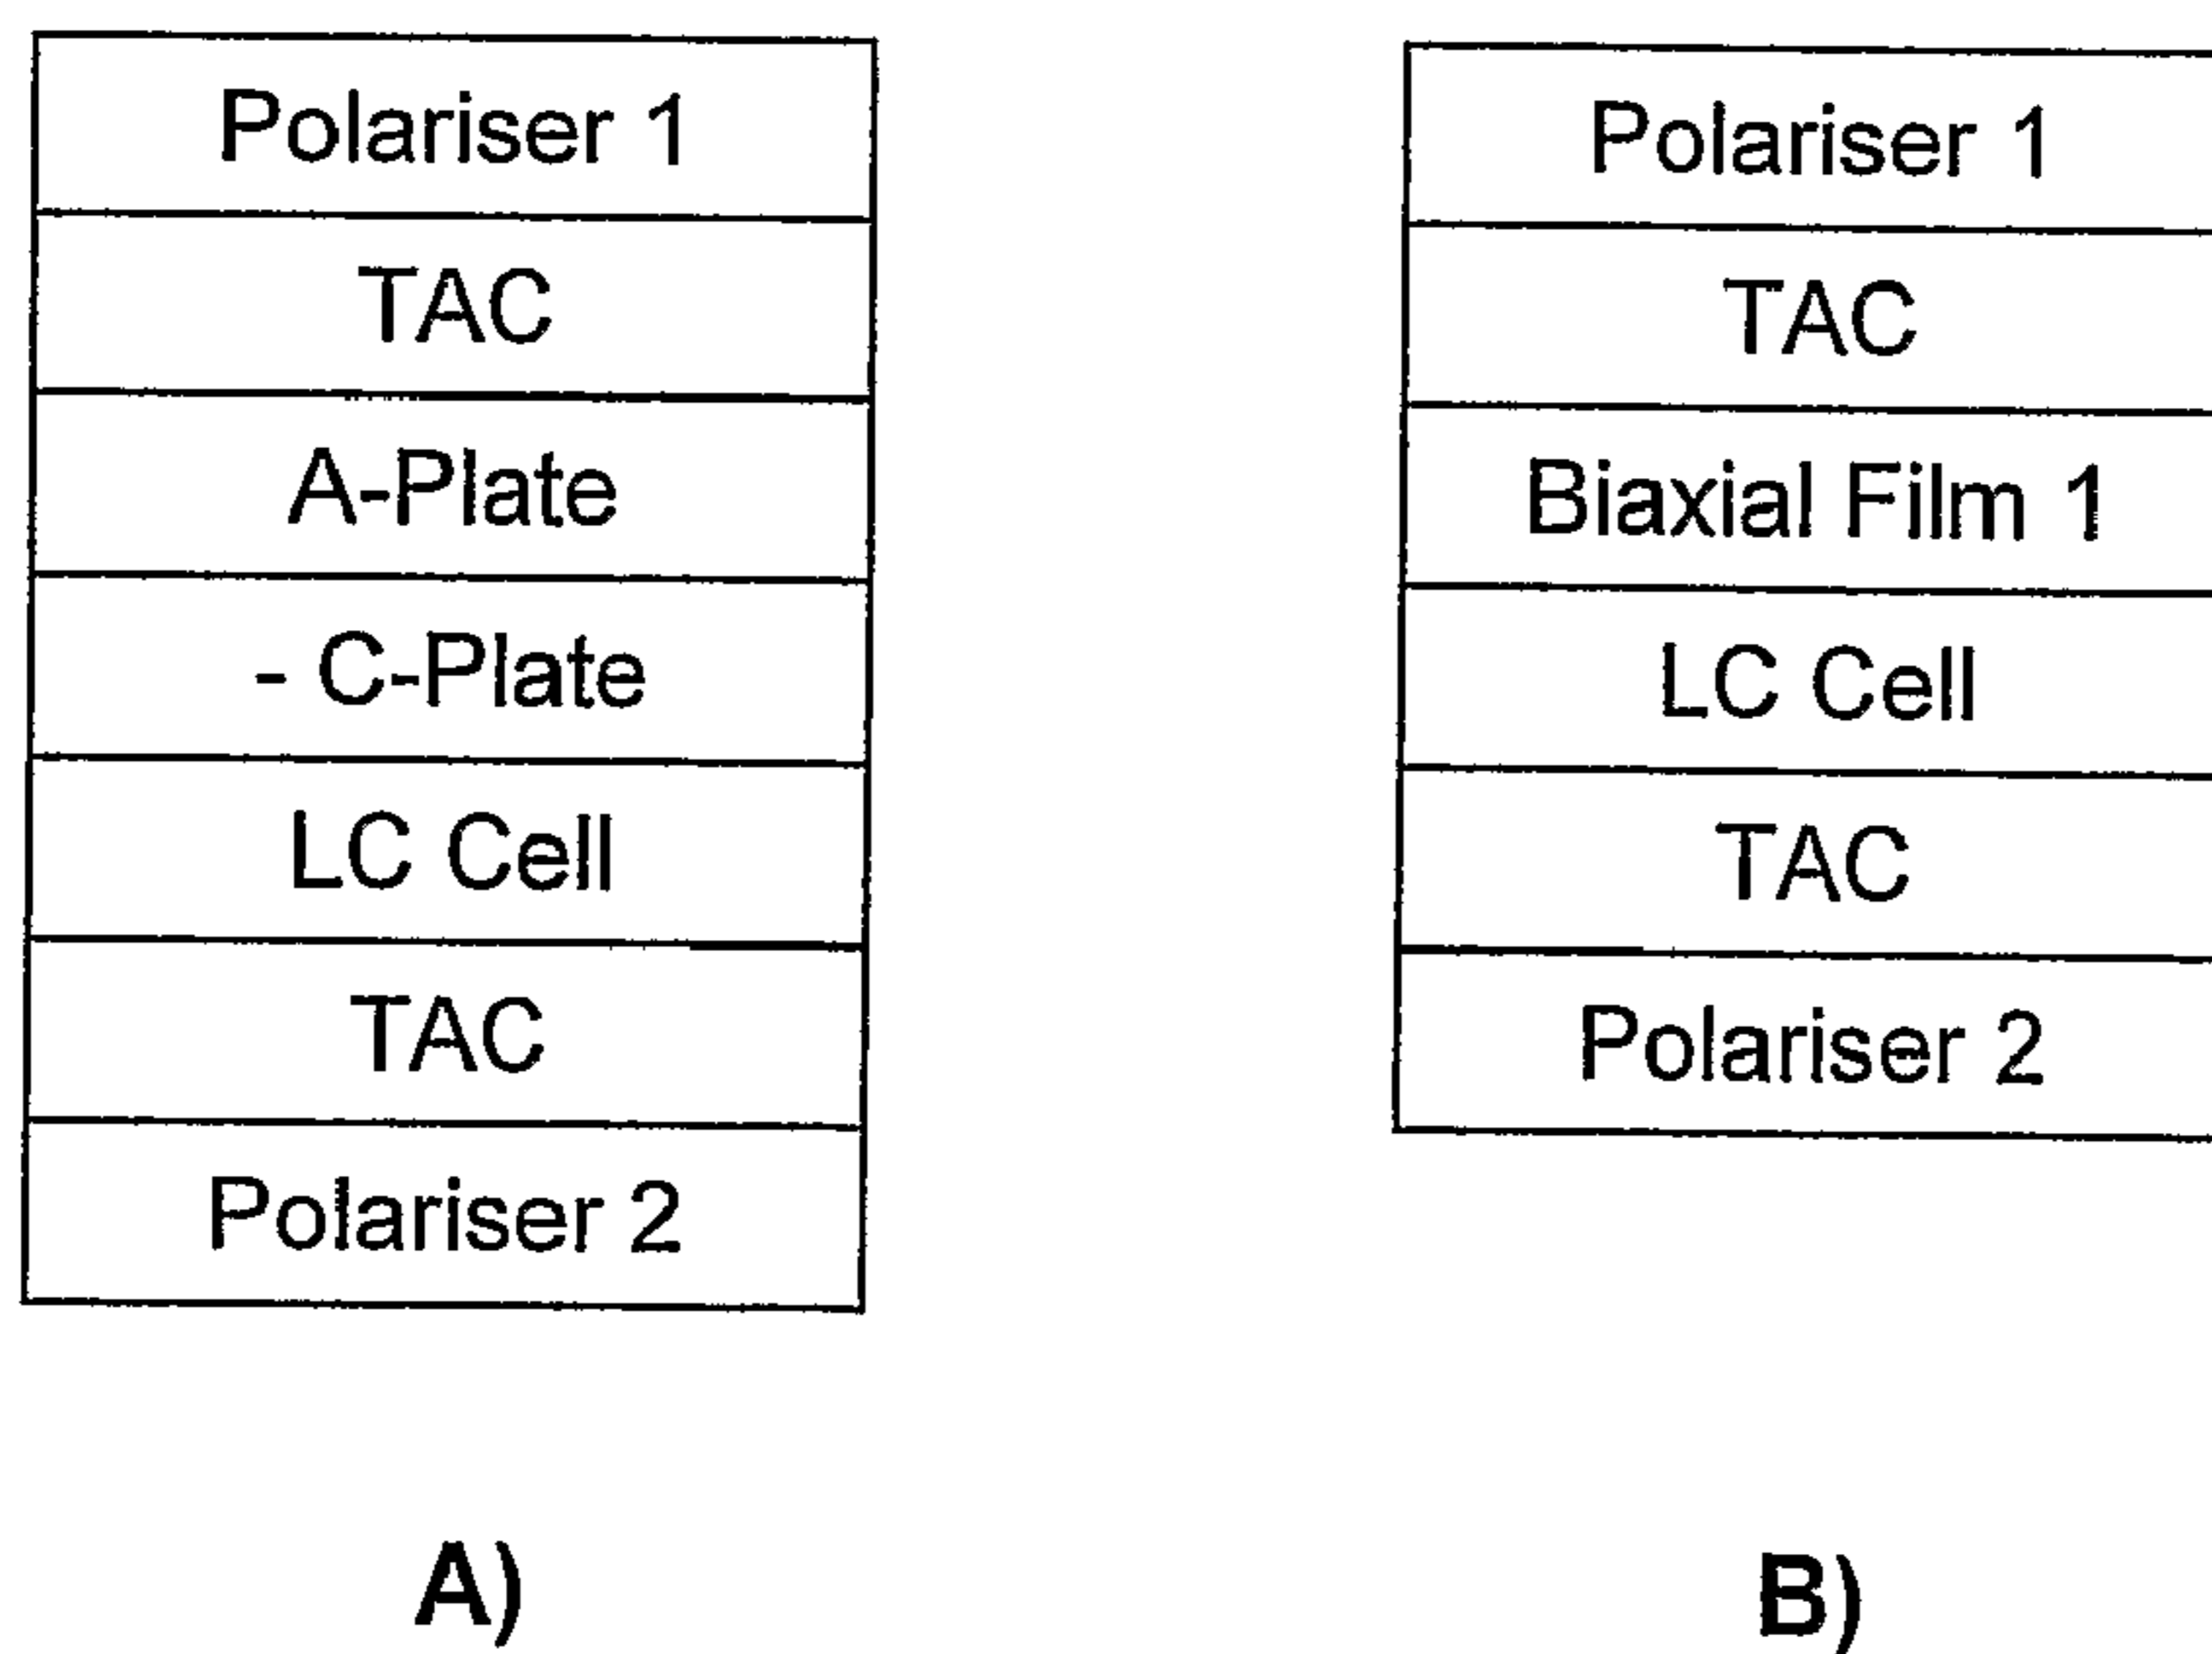 Polariser 1
TAC
A-Plate
- C-Plate
LC Cell
TAC
Polariser 2
A)
Polariser 1
TAC
Biaxial Film 1
LC Cell
TAC
Polariser 2
B)